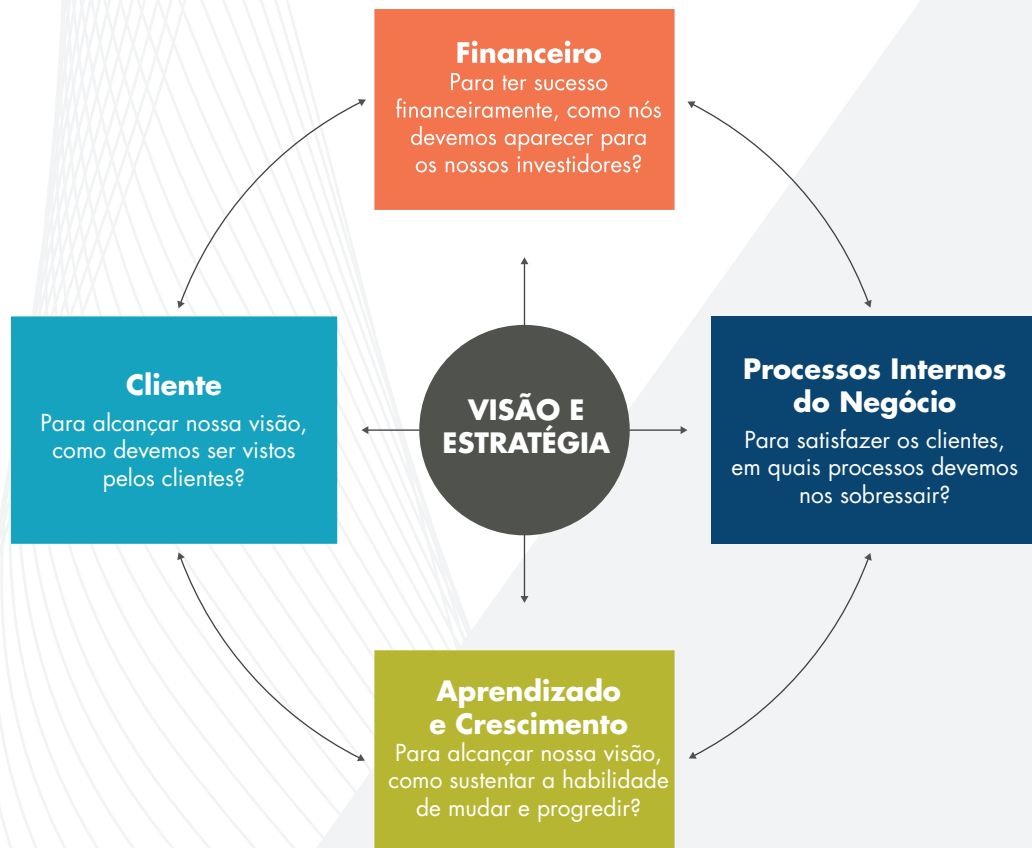 Financeiro
Para ter sucesso
financeiramente, como nós
devemos aparecer para
os nossos investidores?
Cliente
Para alcançar nossa visão,
como devemos ser vistos
pelos clientes?
VISÃO E
ESTRATÉGIA
Processos Internos
do Negócio
Para satisfazer os clientes,
em quais processos devemos
nos sobressair?
Aprendizado
e Crescimento
Para alcançar nossa visão,
como sustentar a habilidade
de mudar e progredir?